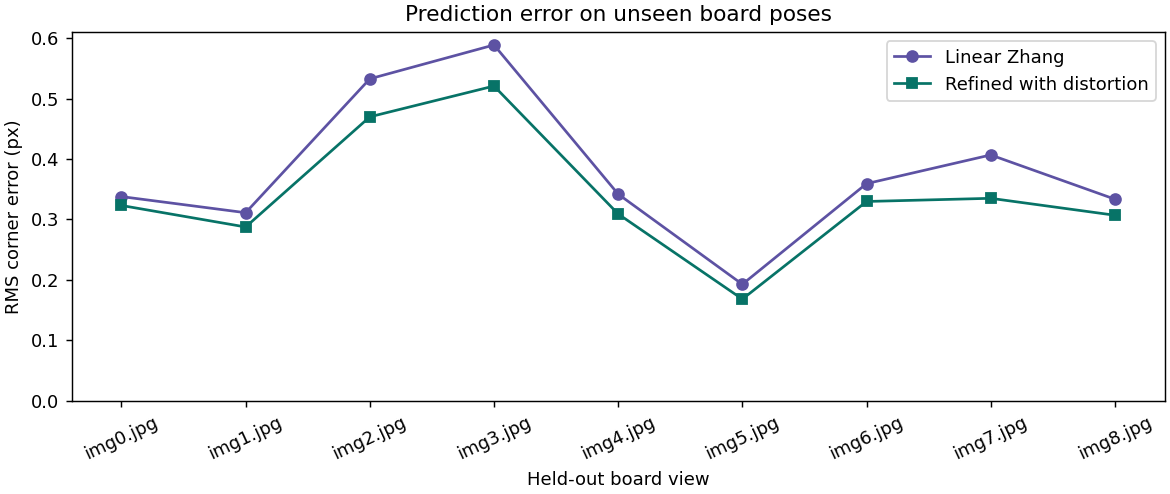 Prediction error on unseen board poses
Linear Zhang
Refined with distortion
RMS corner error (px)
0.6
0.5
0.4
0.3
0.2
0.1
0.0
img0.jpg img1.jpg img2.jpg img3.jpg img4.jpg img5.jpg img6.jpg img7.jpg img8.jpg
Held-out board view